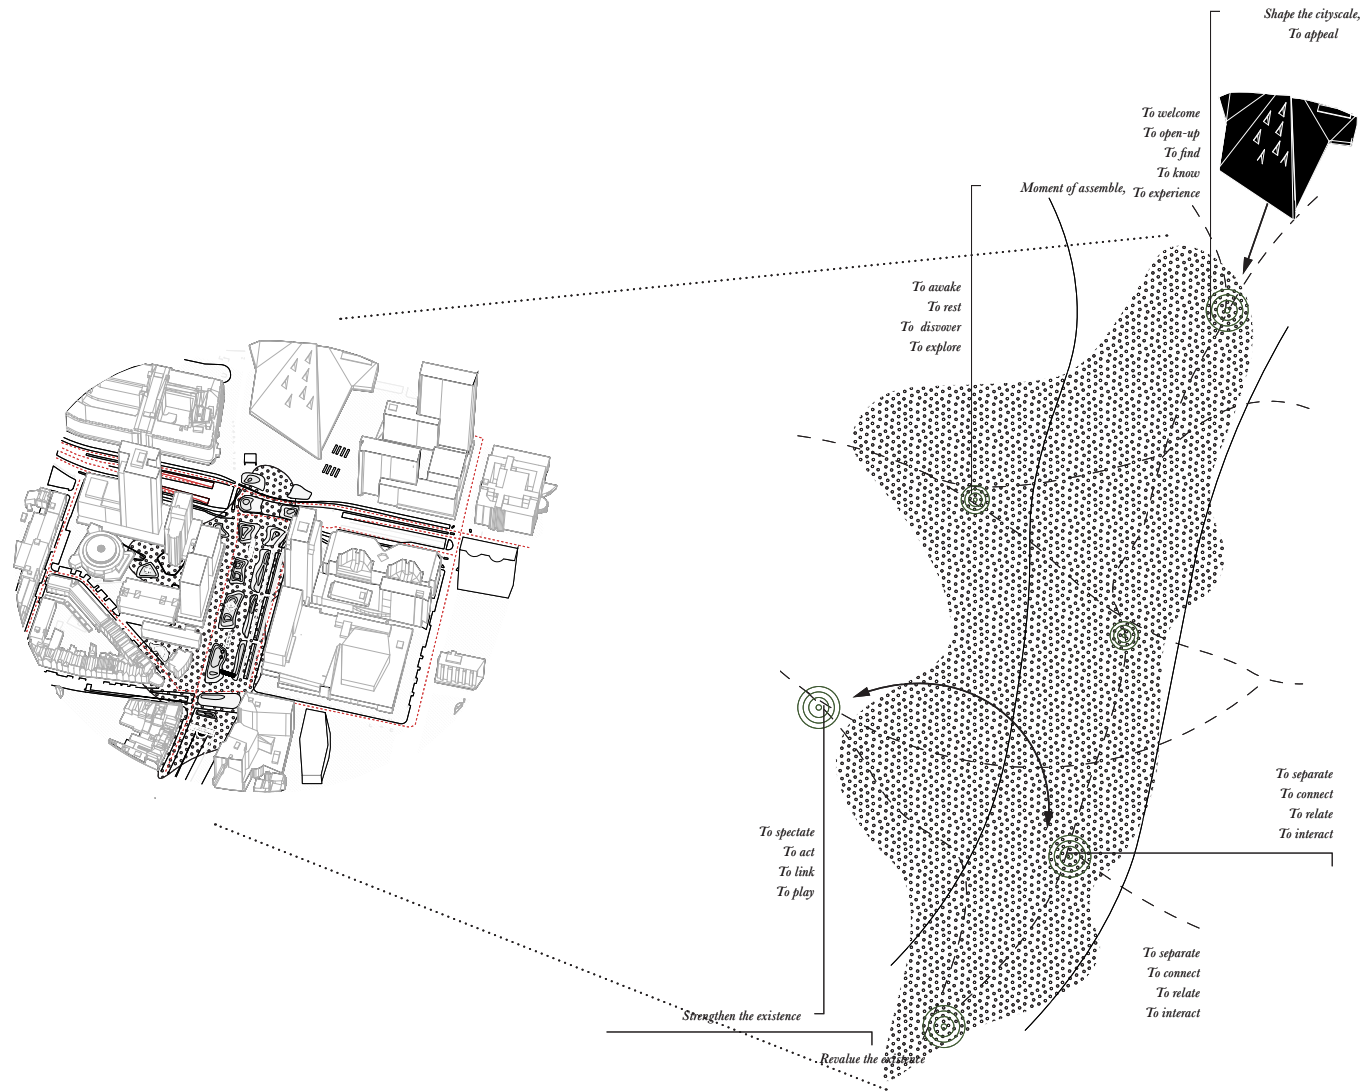 Shape the cityscale,
To appeal
To welcome
To open-up
To find
To know
To experience
Moment of assemble,
To awake
To rest
To disvover
To explore
To separate
To connect
To relate
To interact
To spectate
To act
To link
To play
To separate
To connect
To relate
To interact
Strengthen the existence
Revalue the existence